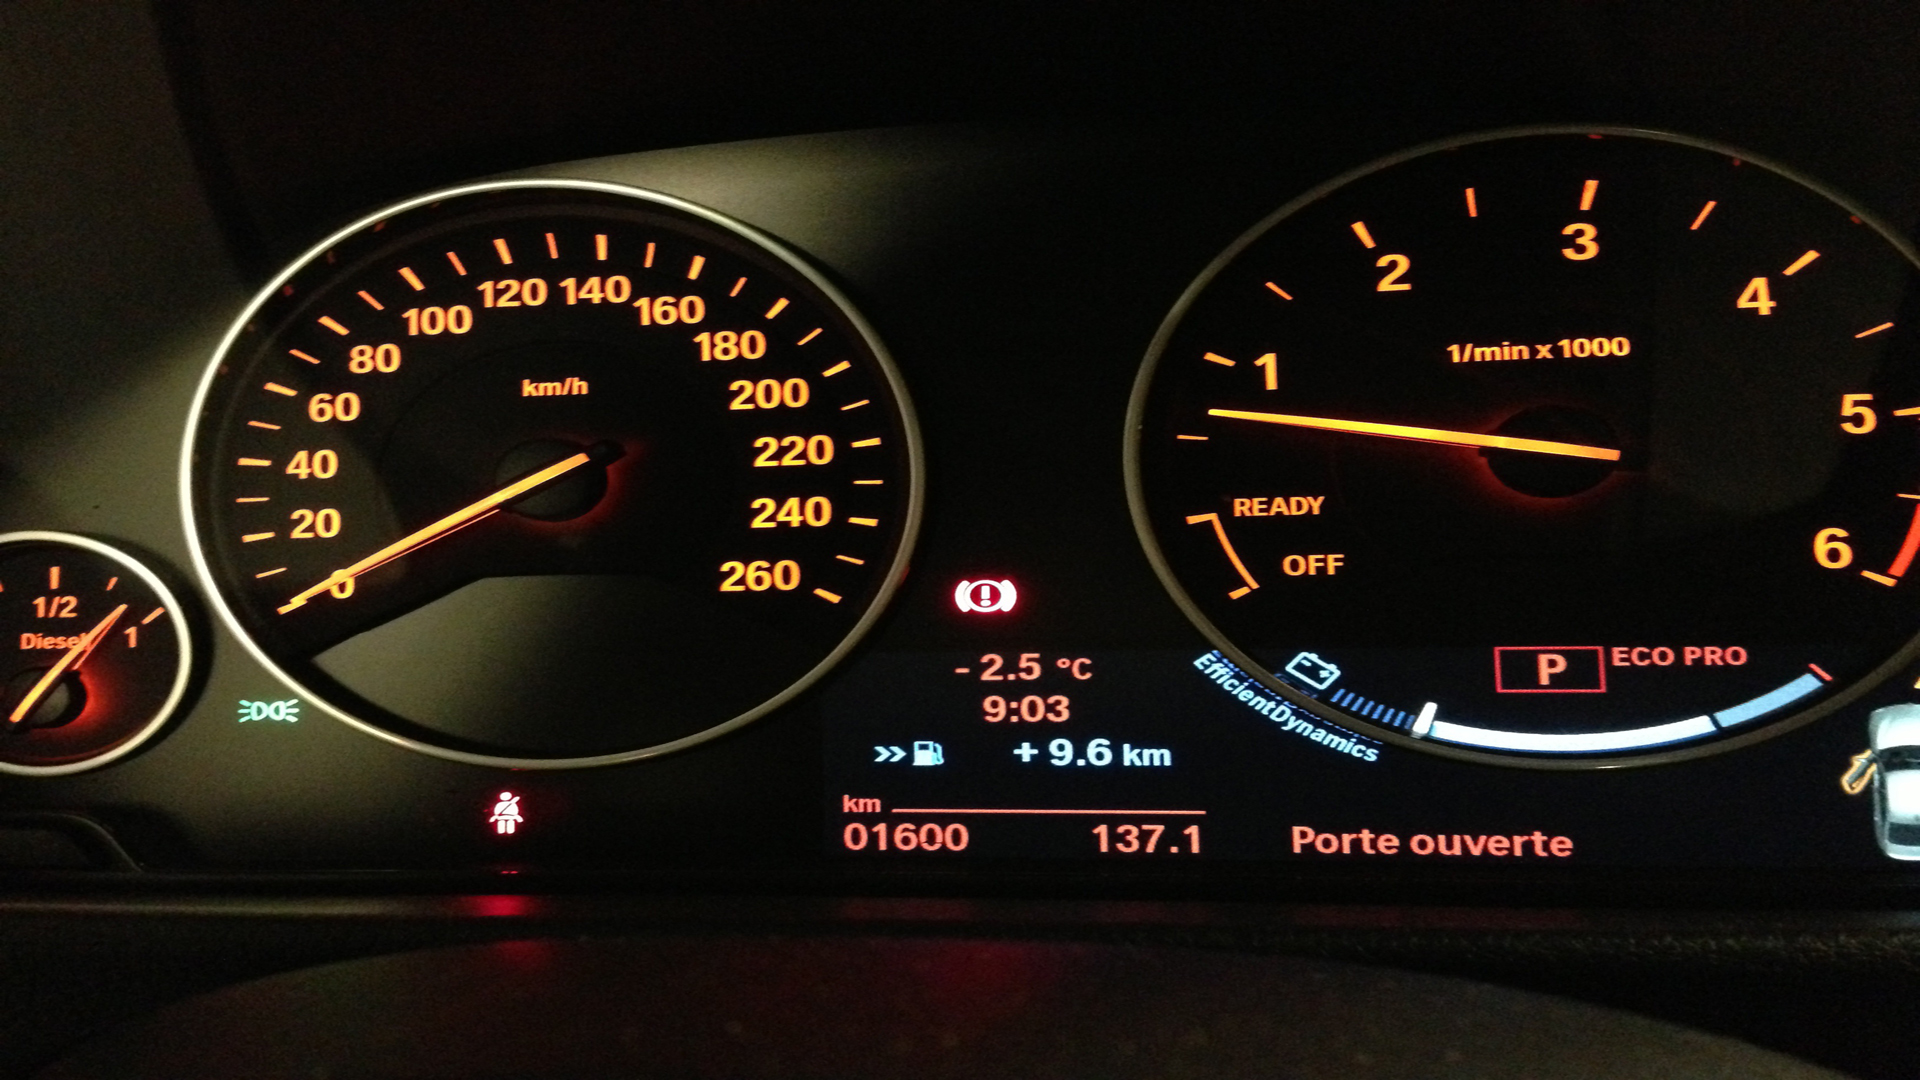 1/2
Diesel
1
0
20
40
60
80
100
120
140
160
180
200
220
240
260
km/h
- 2.5 °C
9:03
+ 9.6 km
km
01600 137.1
1
2
3
4
5
6
1/min x 1000
READY
OFF
P ECO PRO
EfficientDynamics
Porte ouverte